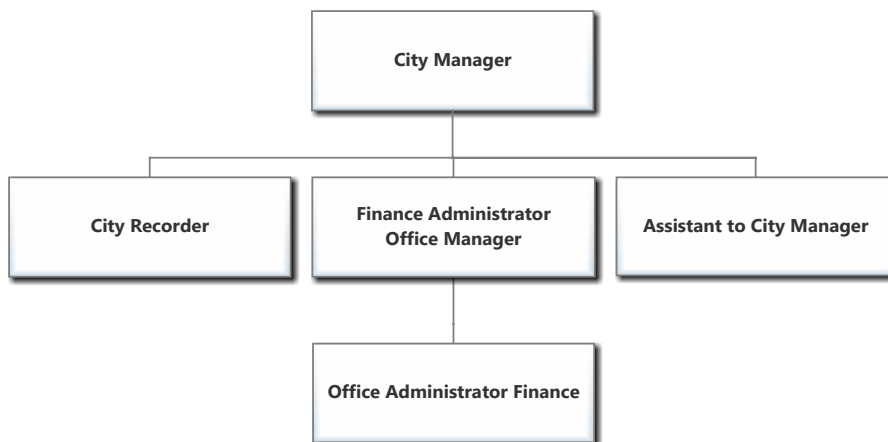 City Manager
City Recorder
Finance Administrator
Office Manager
Assistant to City Manager
Office Administrator Finance